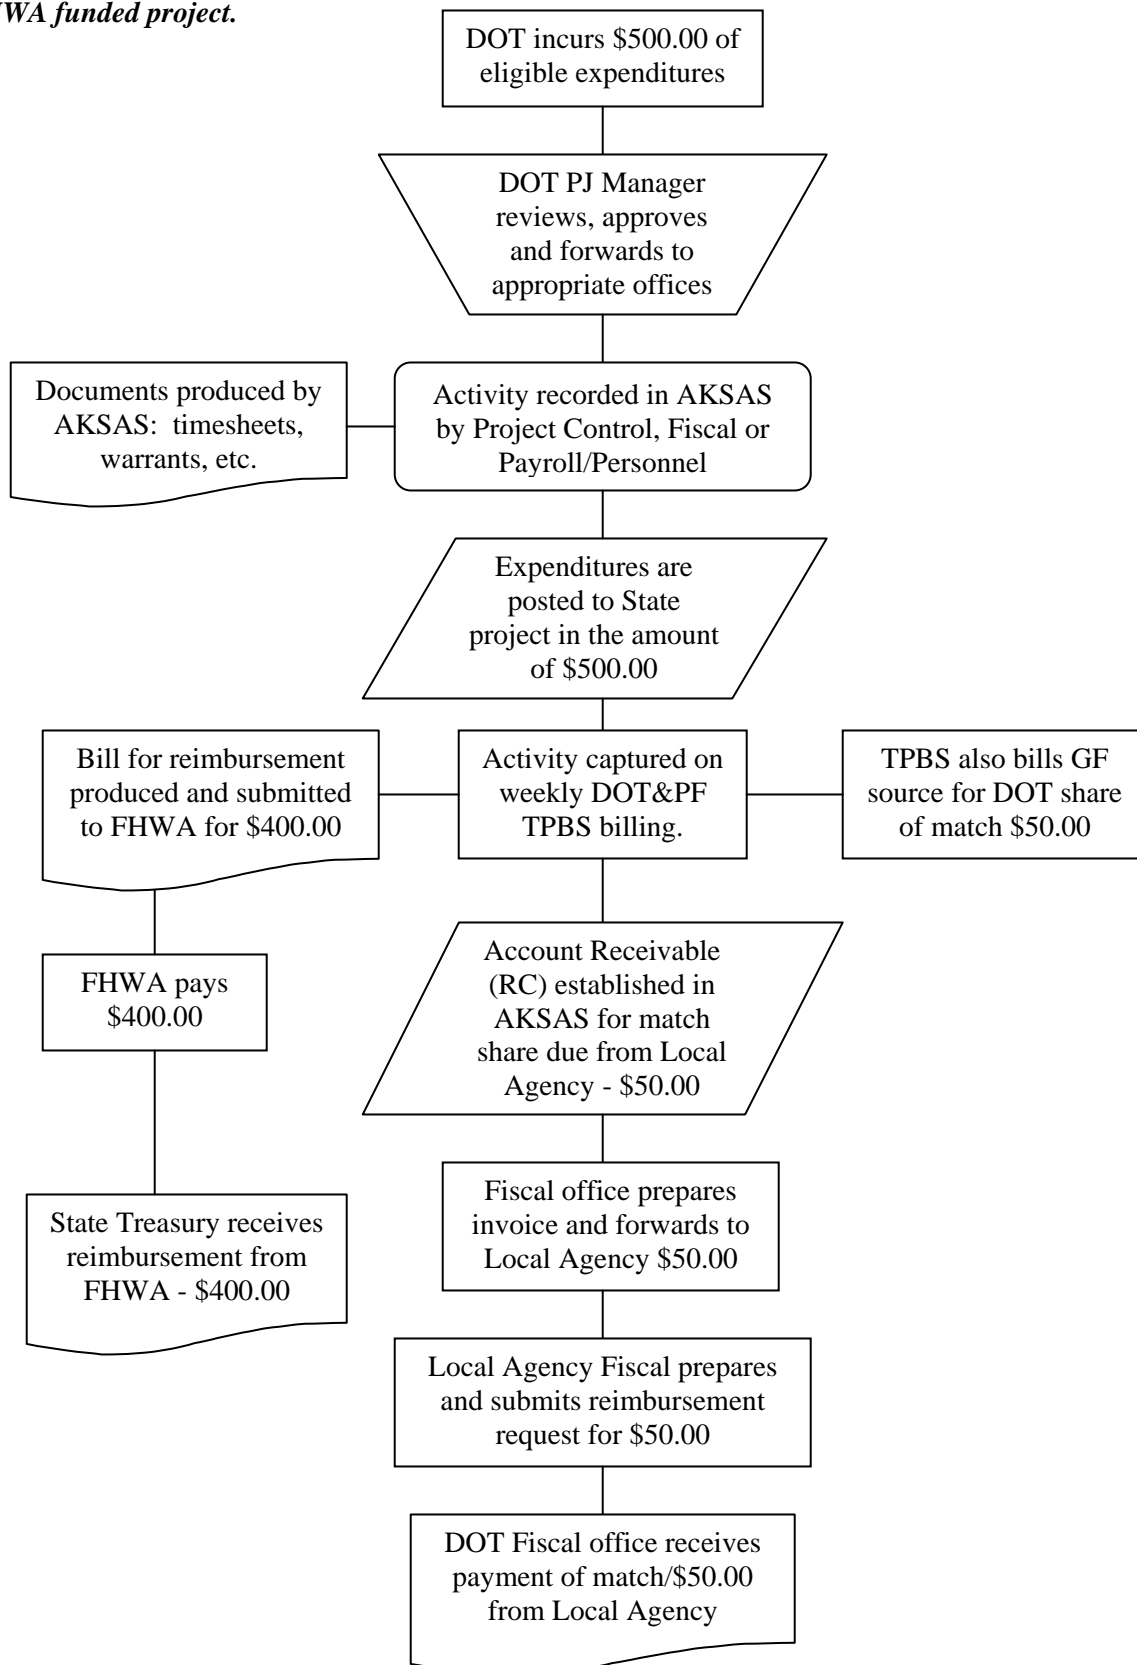 WA funded project.
DOT incurs $500.00 of
eligible expenditures
DOT PJ Manager
reviews, approves
and forwards to
appropriate offices
Documents produced by
AKSAS:  timesheets,
warrants, etc.
Activity recorded in AKSAS
by Project Control, Fiscal or
Payroll/Personnel
Expenditures are
posted to State
project in the amount
of $500.00
Bill for reimbursement
produced and submitted
to FHWA for $400.00
Activity captured on
weekly DOT&PF
TPBS billing.
TPBS also bills GF
source for DOT share
of match $50.00
FHWA pays
$400.00
Account Receivable
(RC) established in
AKSAS for match
share due from Local
Agency - $50.00
State Treasury receives
reimbursement from
FHWA - $400.00
Fiscal office prepares
invoice and forwards to
Local Agency $50.00
Local Agency Fiscal prepares
and submits reimbursement
request for $50.00
DOT Fiscal office receives
payment of match/$50.00
from Local Agency